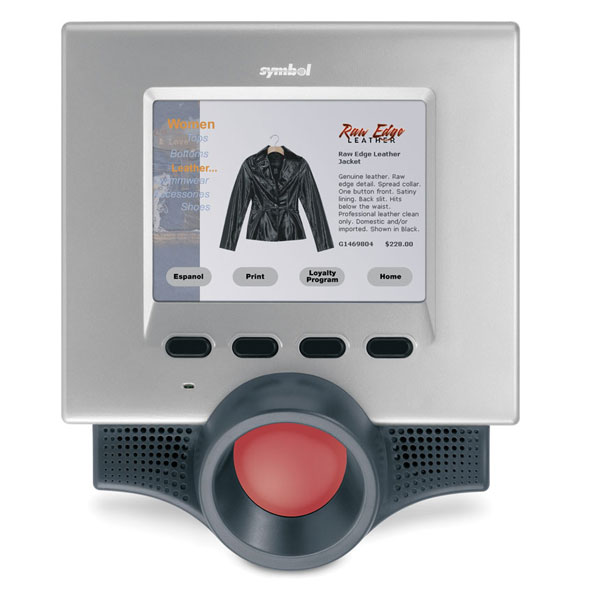 symbol
Women
Tops
Bottoms
Leather...
Swimwear
Accessories
Shoes
Raw Edge
LEATHER
Raw Edge Leather
Jacket
Genuine leather. Raw
edge detail. Spread collar.
One button front. Satiny
lining. Back slit. Hits
below the waist.
Professional leather clean
only. Domestic and/or
imported. Shown in Black.
G1469804 $228.00
Espanol
Print
Loyalty
Program
Home